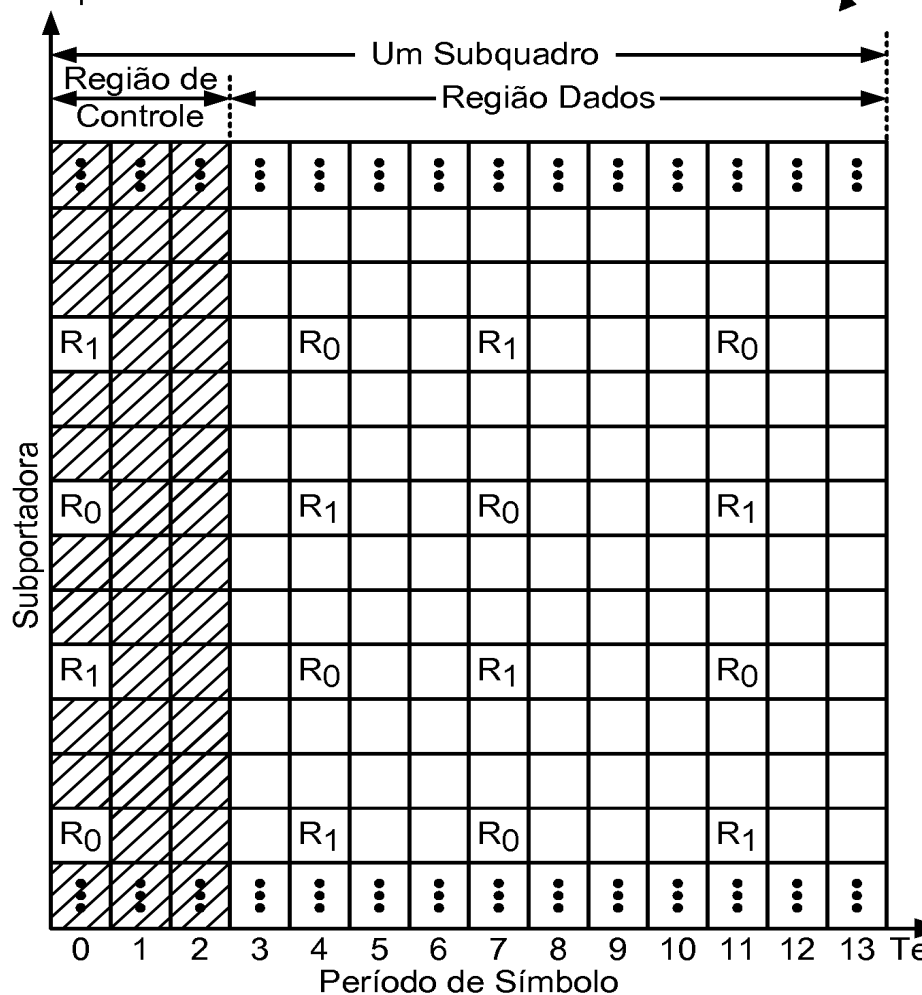 Um Subquadro
Região de
Controle
Região Dados
R1 R0 R1 R0
R0 R1 R0 R1
Subportadora
R1 R0 R1 R0
R0 R1 R0 R1
0 1 2 3 4 5 6 7 8 9 10 11 12 13
Período de Símbolo